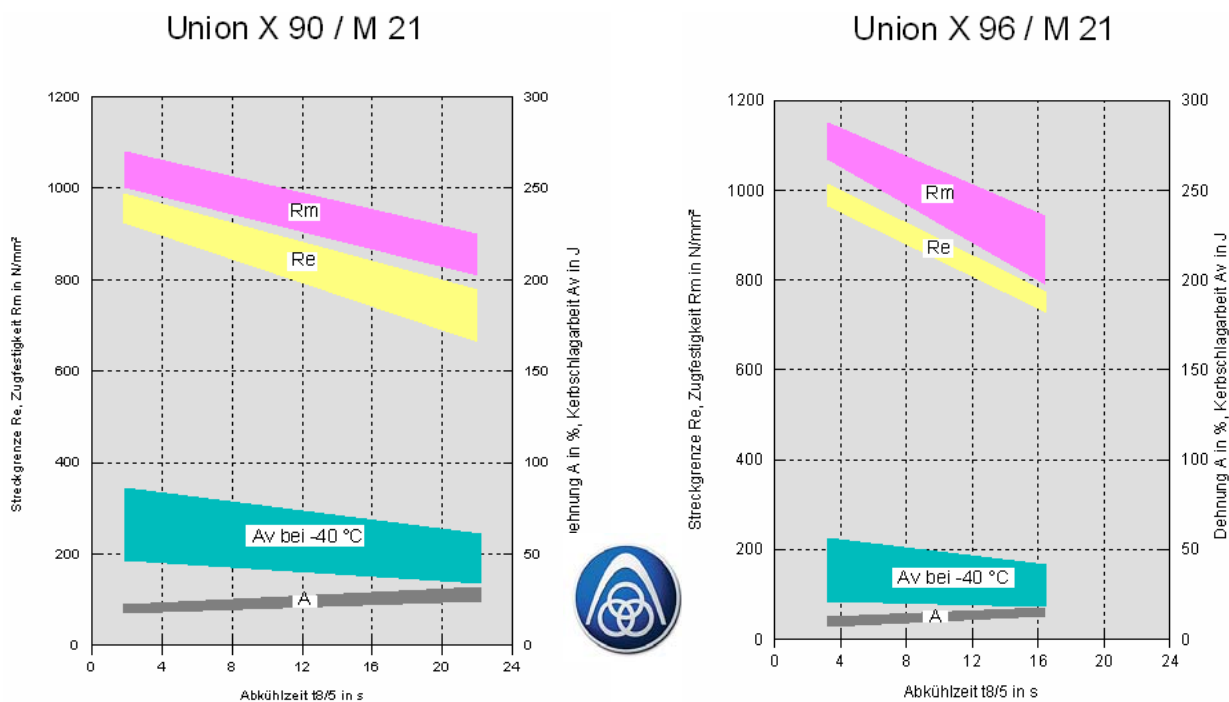 Union X 90 / M 21
Streckgrenze Re, Zugfestigkeit Rm in N/mm²
1200
1000
800
600
400
200
0
Rm
Re
Av bei -40 °C
A
300
250
200
150
100
50
0
ehnung A in %, Kerbschlagarbeit Av in J
0 4 8 12 16 20 24
Abkühlzeit t8/5 in s
Union X 96 / M 21
Streckgrenze Re, Zugfestigkeit Rm in N/mm²
1200
1000
800
600
400
200
0
Rm
Re
Av bei -40 °C
A
300
250
200
150
100
50
0
Dehnung A in %, Kerbschlagarbeit Av in J
0 4 8 12 16 20 24
Abkühlzeit t8/5 in s